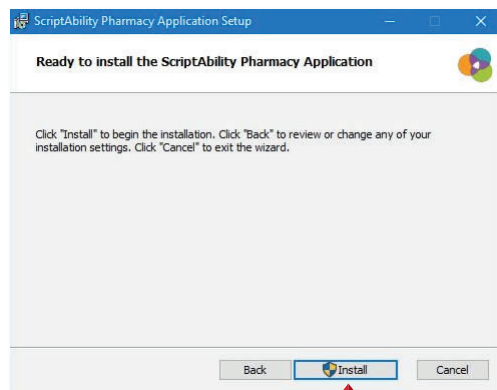 ScriptAbility Pharmacy Application Setup
Ready to install the ScriptAbility Pharmacy Application
Click "Install" to begin the installation. Click "Back" to review or change any of your
installation settings. Click "Cancel" to exit the wizard.
Back Install Cancel